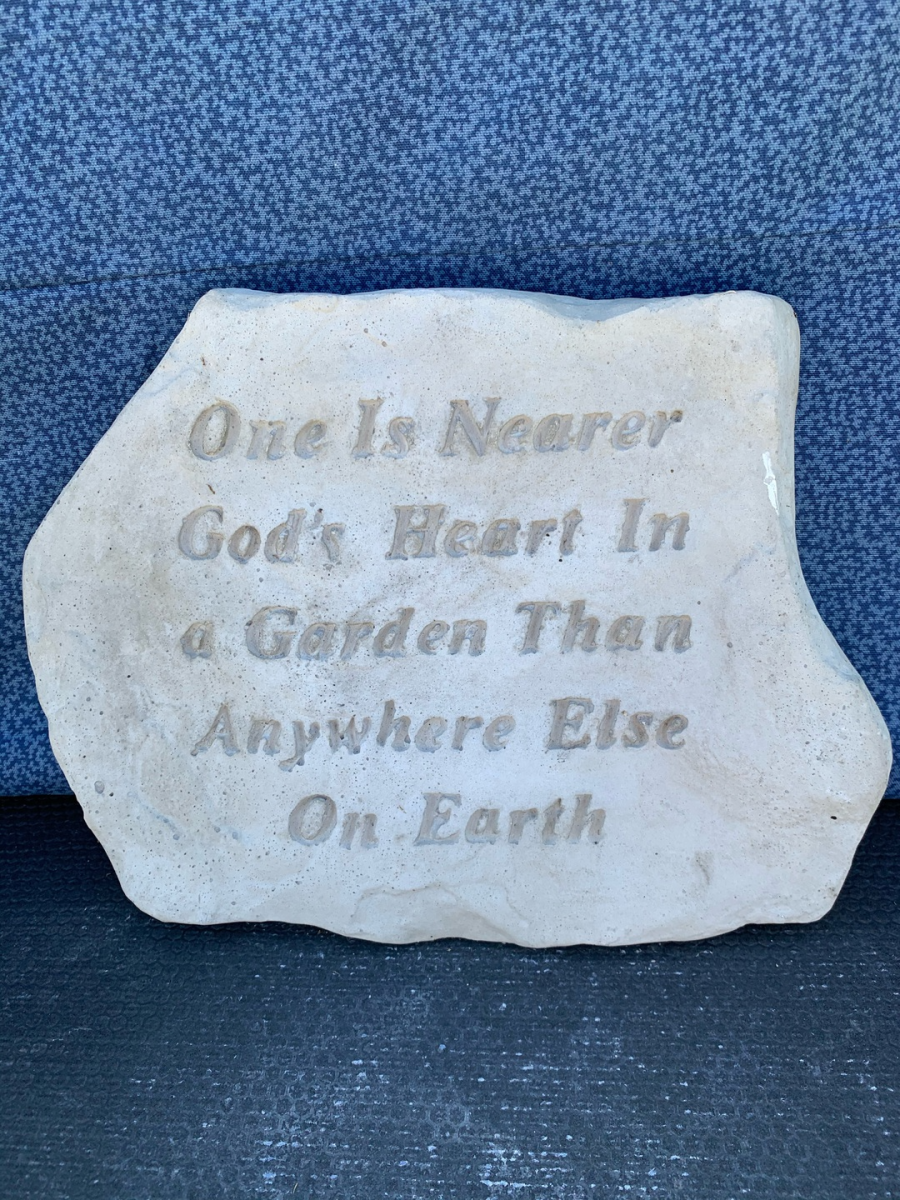 One Is Nearer
God's Heart In
a Garden Than
Anywhere Else
On Earth